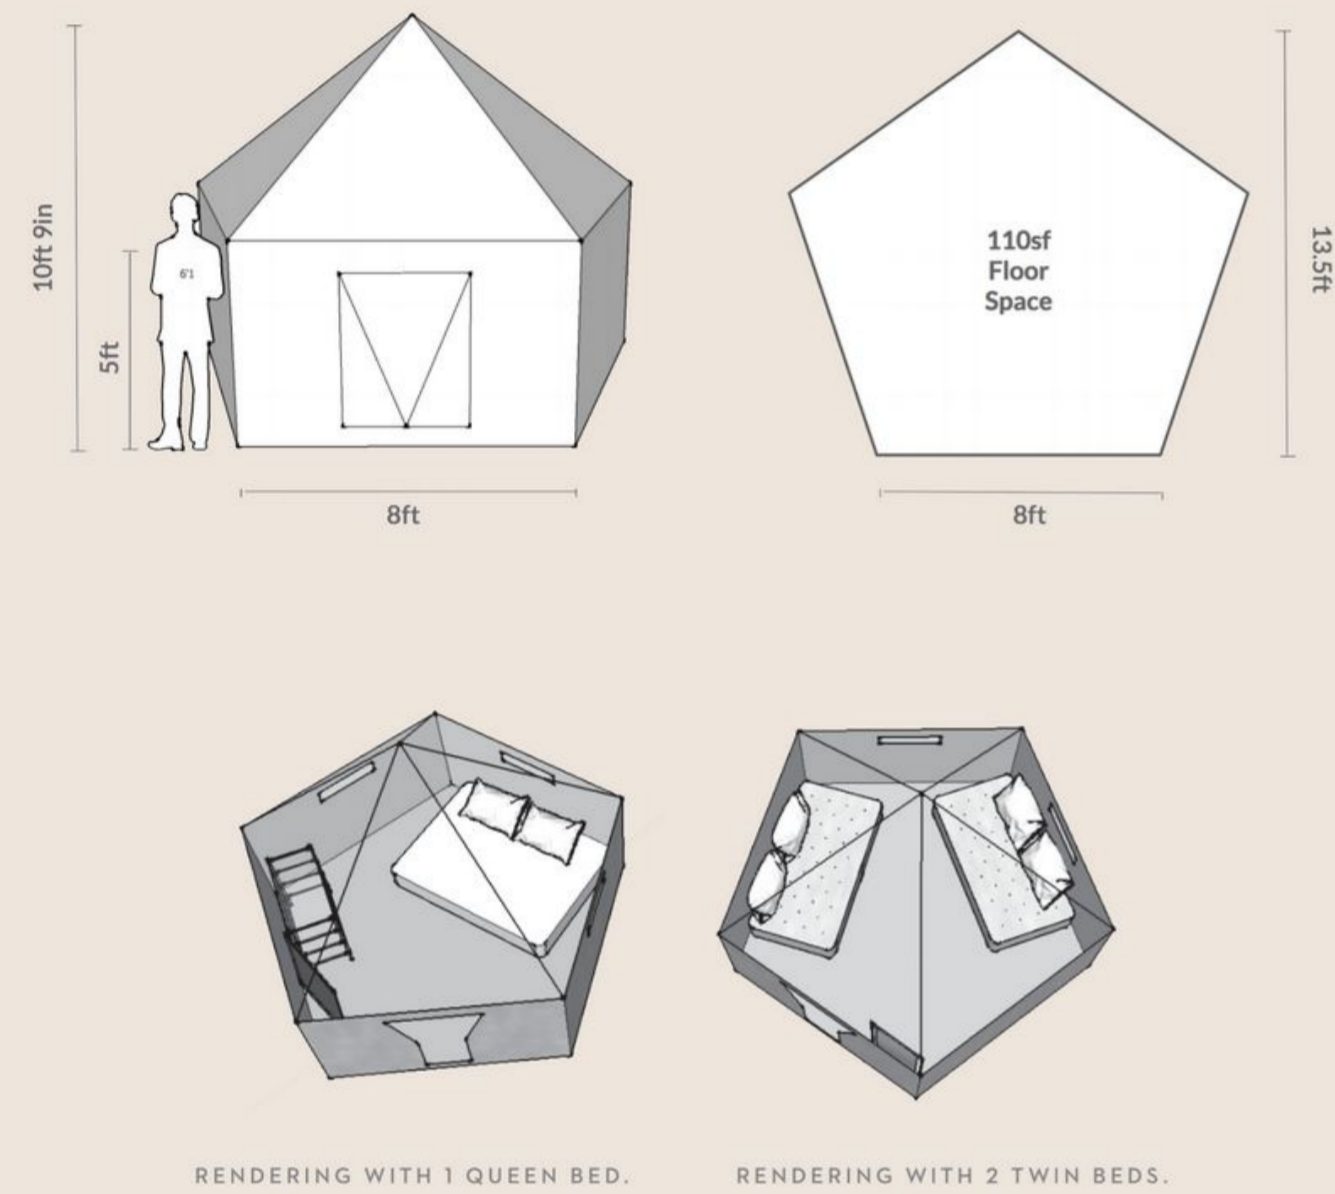 10ft 9in
5ft
6'1
8ft
110sf
Floor
Space
13.5ft
8ft
RENDERING WITH 1 QUEEN BED.
RENDERING WITH 2 TWIN BEDS.